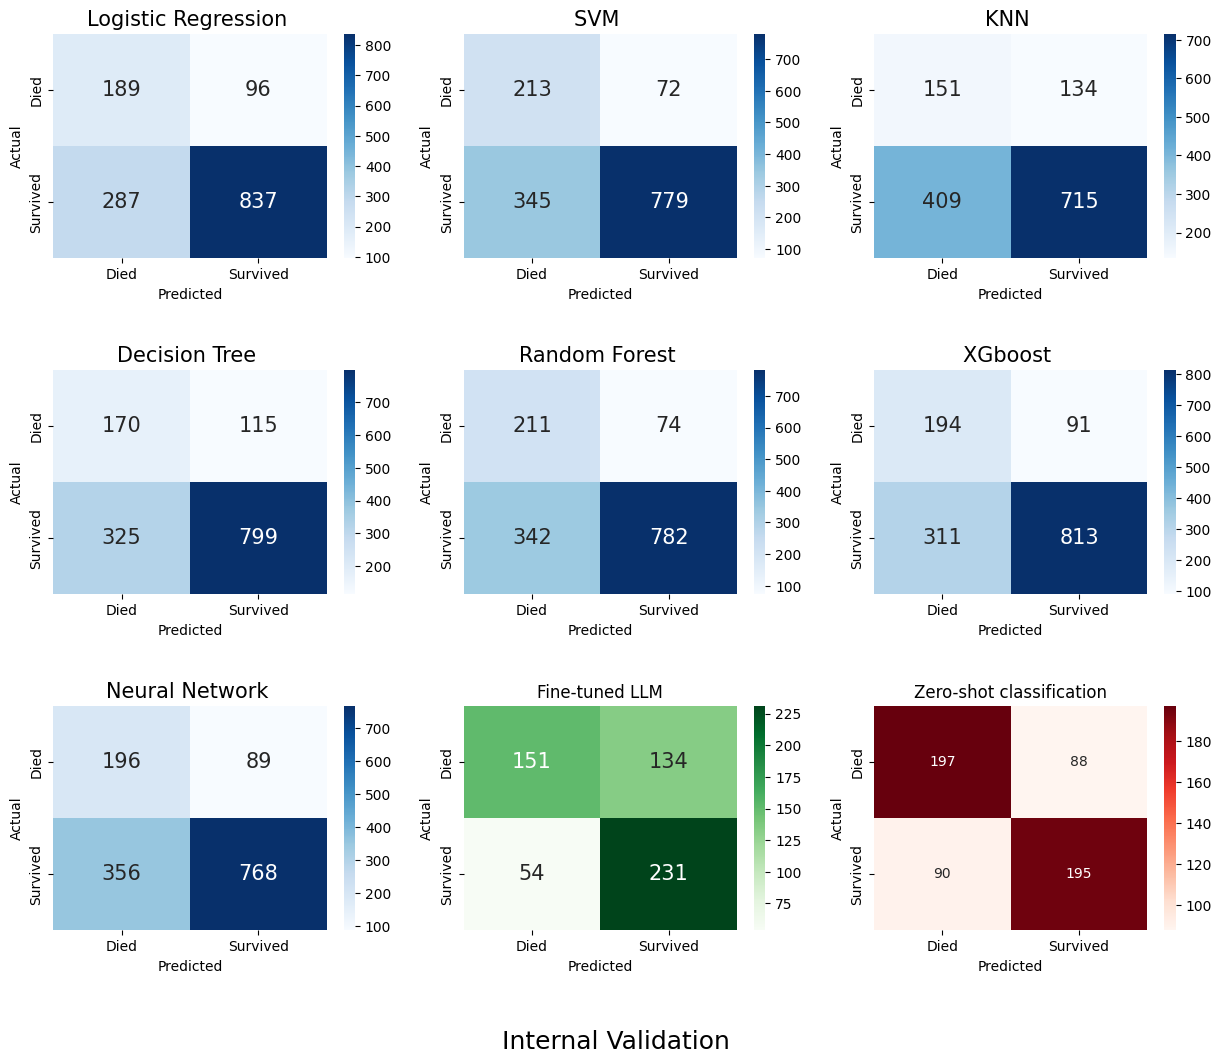 Logistic Regression
SVM
KNN
Actual
Died
Survived
189
96
287
837
Died
Survived
Predicted
800
700
600
500
400
300
200
100
Actual
Died
Survived
213
72
345
779
Died
Survived
Predicted
700
600
500
400
300
200
100
Actual
Died
Survived
151
134
409
715
Died
Survived
Predicted
700
600
500
400
300
200
Decision Tree
Random Forest
XGboost
Actual
Died
Survived
170
115
325
799
Died
Survived
Predicted
700
600
500
400
300
200
Actual
Died
Survived
211
74
342
782
Died
Survived
Predicted
700
600
500
400
300
200
100
Actual
Died
Survived
194
91
311
813
Died
Survived
Predicted
800
700
600
500
400
300
200
100
Neural Network
Fine-tuned LLM
Zero-shot classification
Actual
Died
Survived
196
89
356
768
Died
Survived
Predicted
700
600
500
400
300
200
100
Actual
Died
Survived
151
134
54
231
Died
Survived
Predicted
225
200
175
150
125
100
75
Actual
Died
Survived
197
88
90
195
Died
Survived
Predicted
180
160
140
120
100
Internal Validation